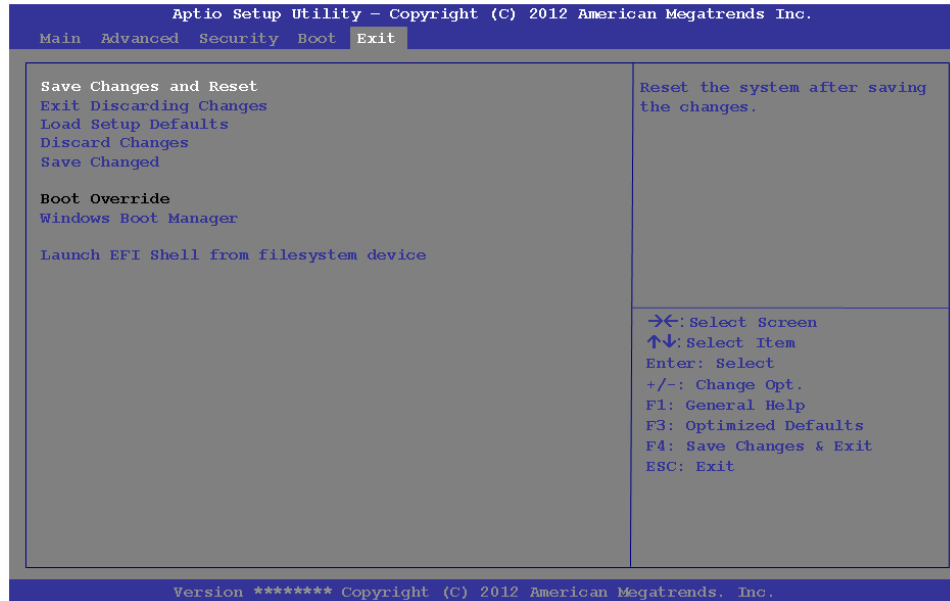 Aptio Setup Utility – Copyright (C) 2012 American Megatrends Inc.
Main Advanced Security Boot Exit
Save Changes and Reset
Exit Discarding Changes
Load Setup Defaults
Discard Changes
Save Changed
Boot Override
Windows Boot Manager
Launch EFI Shell from filesystem device
Reset the system after saving
the changes.
→←: Select Screen
↑↓: Select Item
Enter: Select
+/-: Change Opt.
F1: General Help
F3: Optimized Defaults
F4: Save Changes & Exit
ESC: Exit
Version ******** Copyright (C) 2012 American Megatrends. Inc.